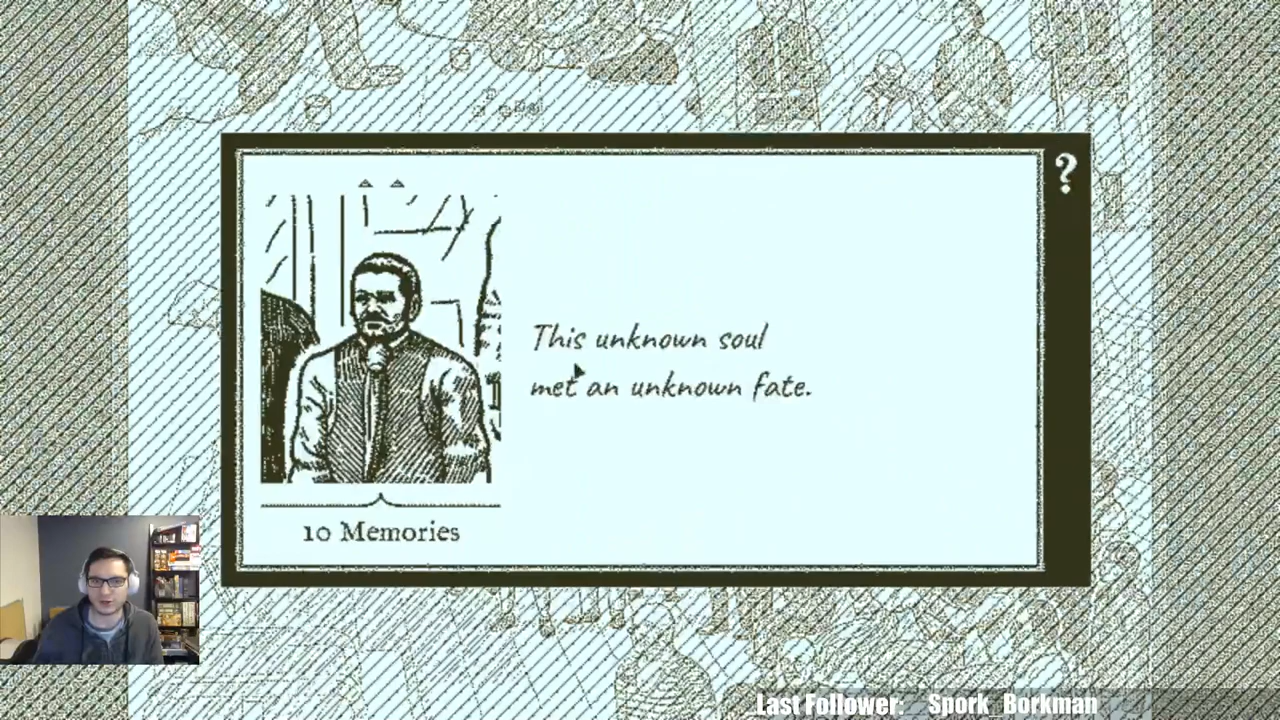 ?
This unknown soul
met an unknown fate.
10 Memories
Last Follower: Spork_Borkman